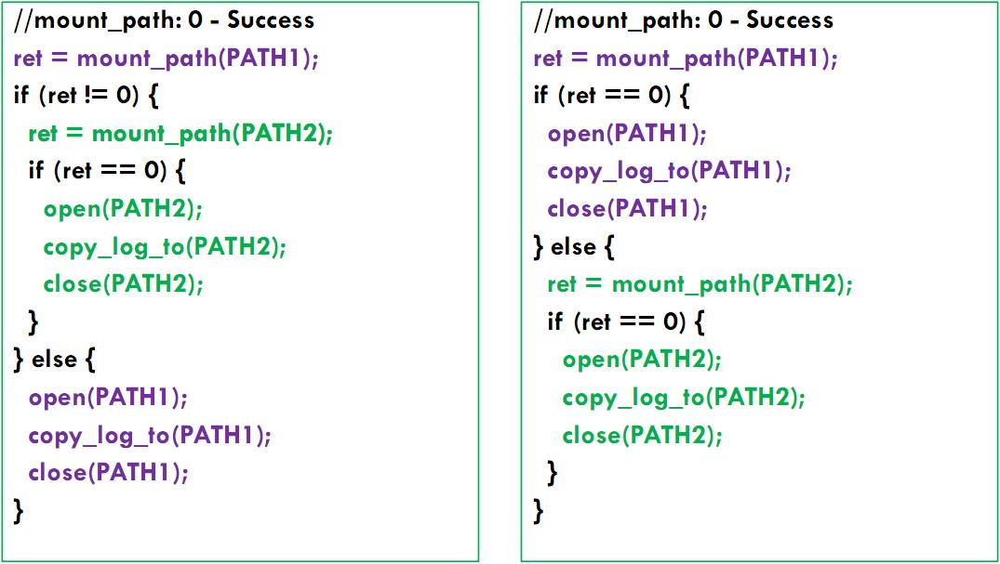 //mount_path: 0 - Success
ret = mount_path(PATH1);
if (ret != 0) {
ret = mount_path(PATH2);
if (ret == 0) {
open(PATH2);
copy_log_to(PATH2);
close(PATH2);
}
} else {
open(PATH1);
copy_log_to(PATH1);
close(PATH1);
}
//mount_path: 0 - Success
ret = mount_path(PATH1);
if (ret == 0) {
open(PATH1);
copy_log_to(PATH1);
close(PATH1);
} else {
ret = mount_path(PATH2);
if (ret == 0) {
open(PATH2);
copy_log_to(PATH2);
close(PATH2);
}
}